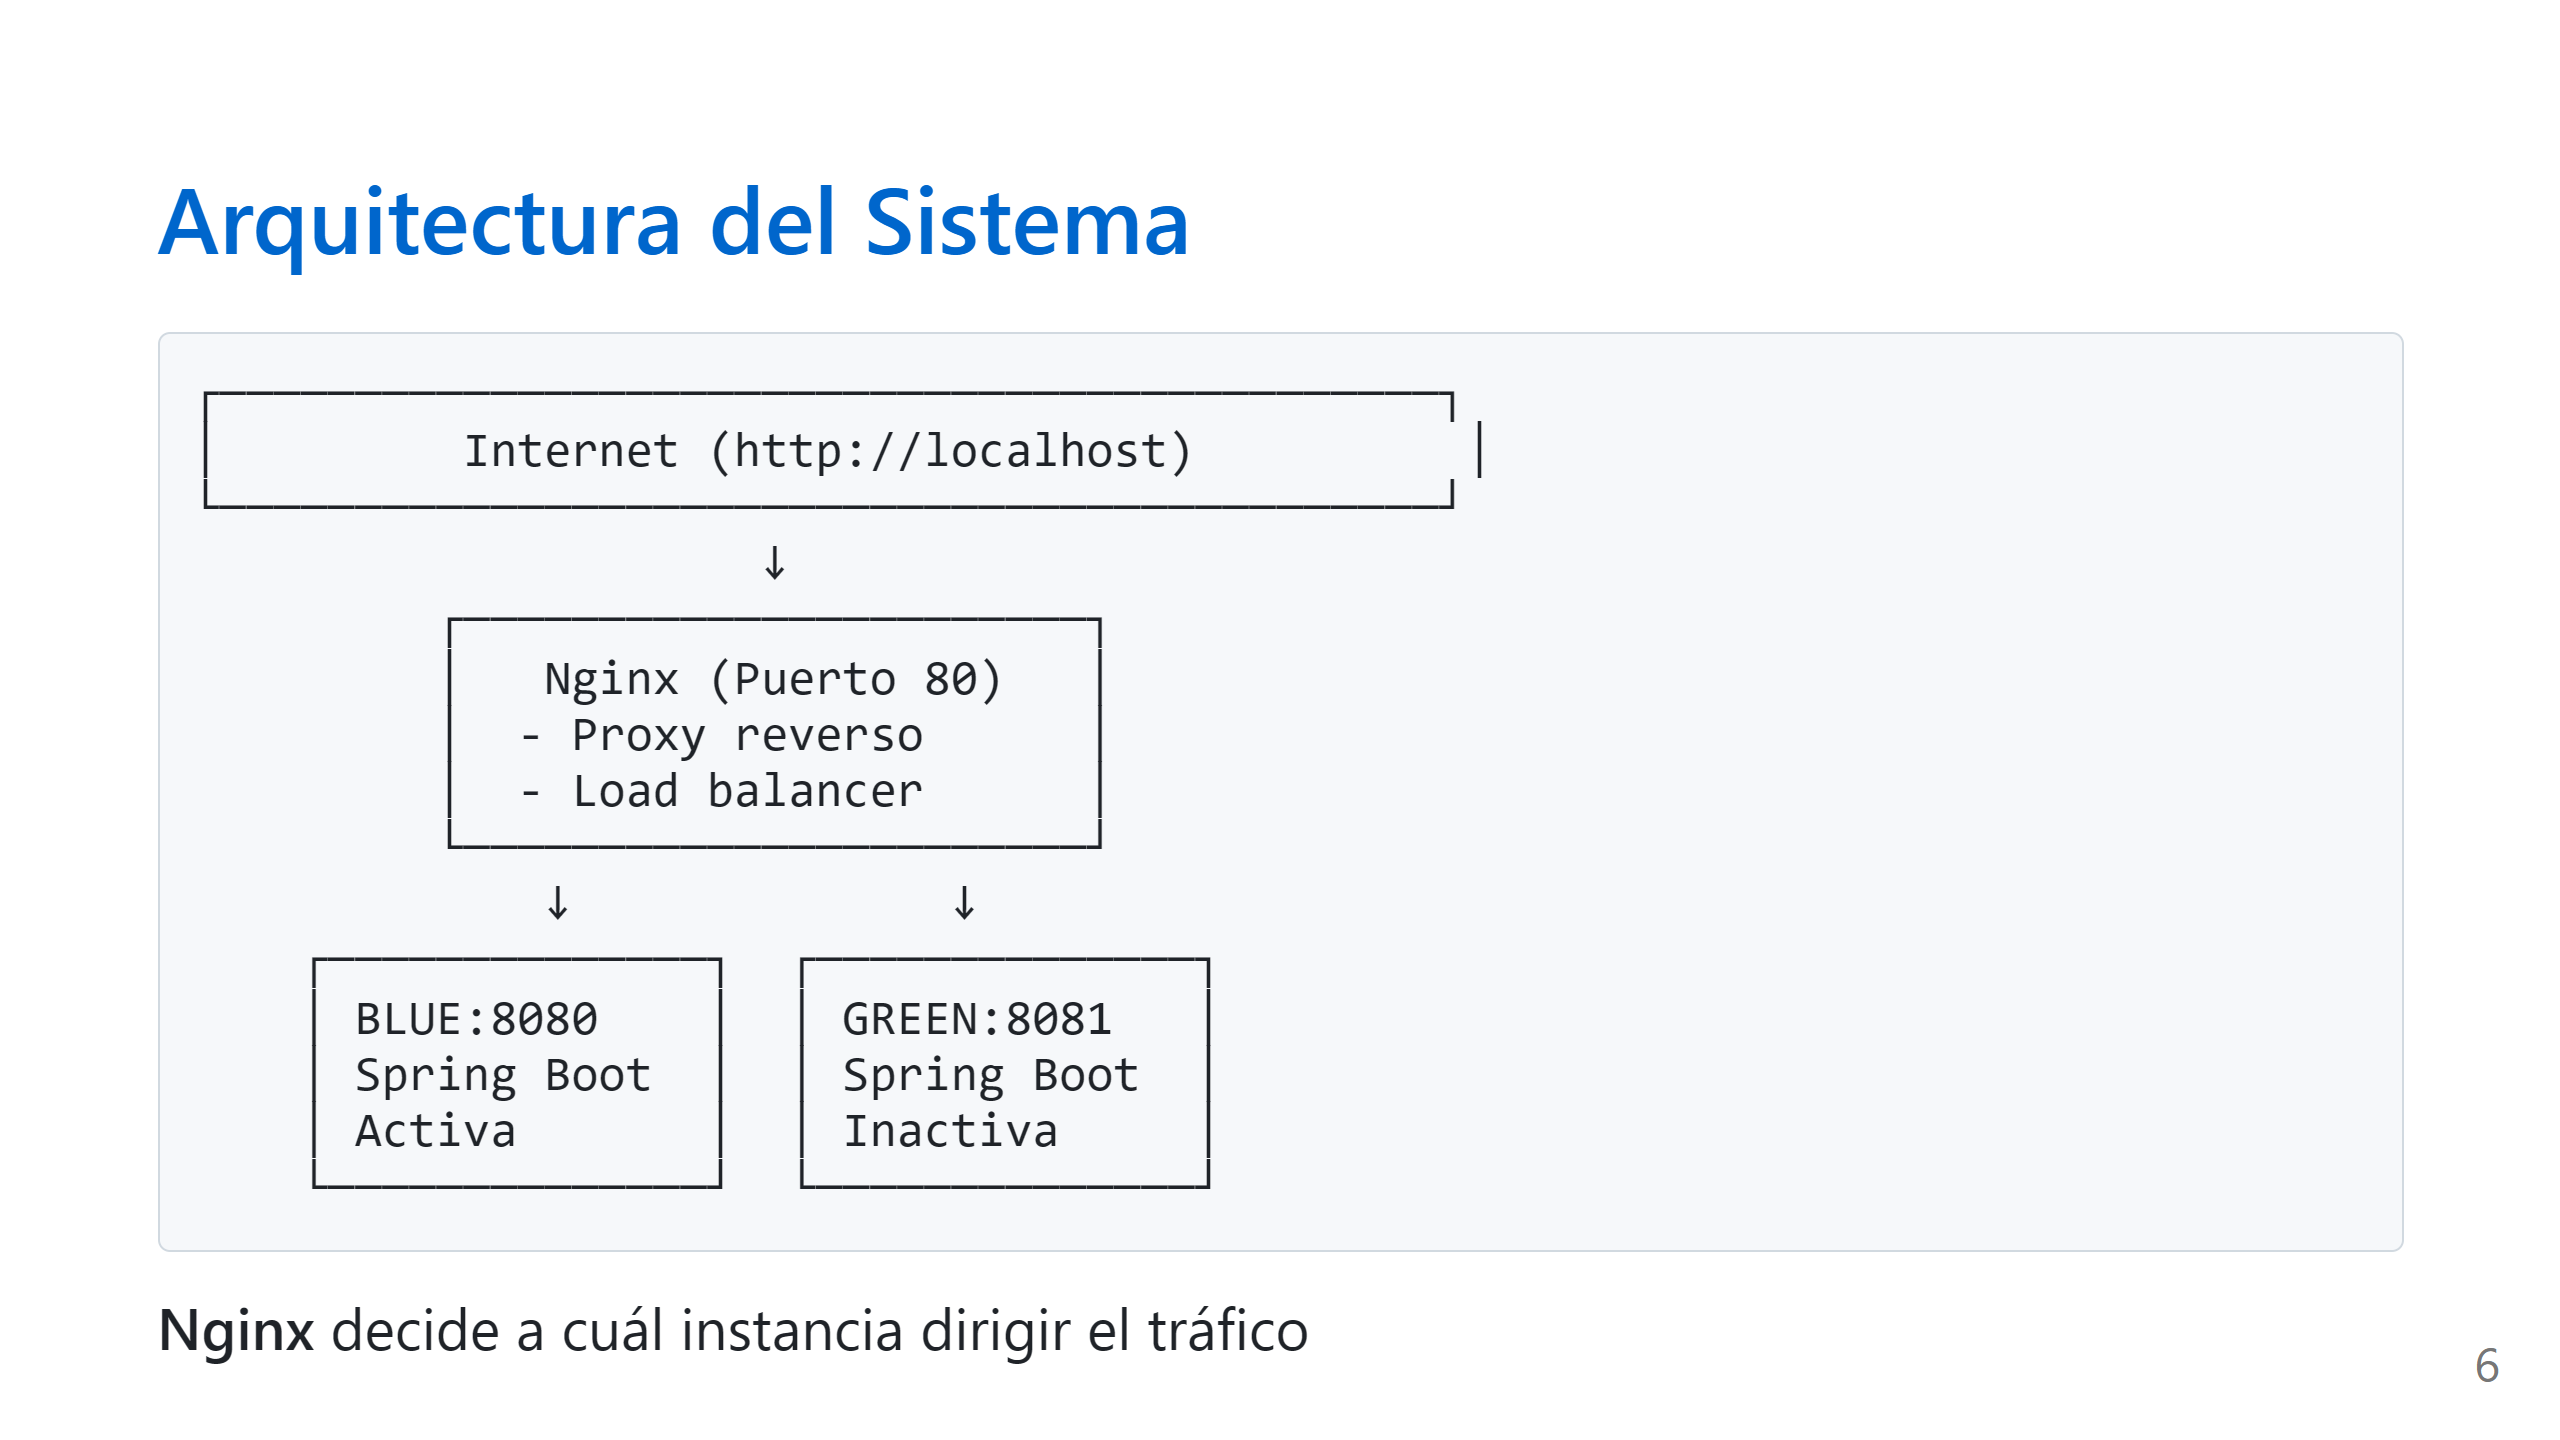 Arquitectura del Sistema
Internet (http://localhost)
↓
Nginx (Puerto 80)
- Proxy reverso
- Load balancer
↓ ↓
BLUE:8080 GREEN:8081
Spring Boot Spring Boot
Activa Inactiva
Nginx decide a cuál instancia dirigir el tráfico
6